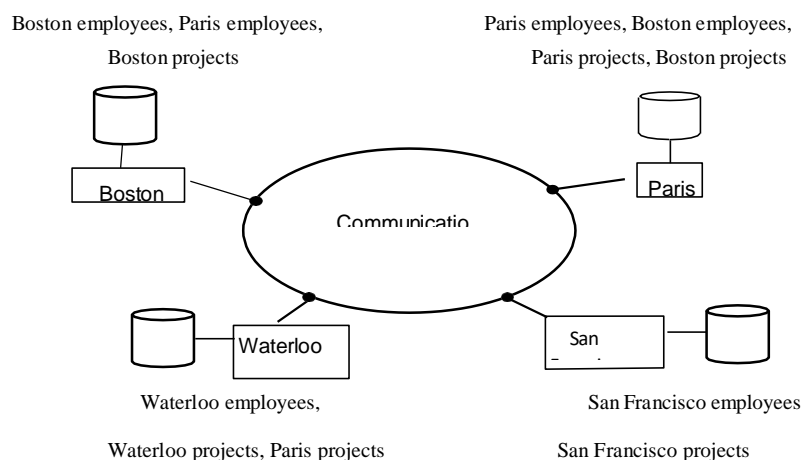 Boston employees, Paris employees,
Boston projects
Paris employees, Boston employees,
Paris projects, Boston projects
Boston
Paris
Communicatio
Waterloo
San
Waterloo employees,
Waterloo projects, Paris projects
San Francisco employees
San Francisco projects